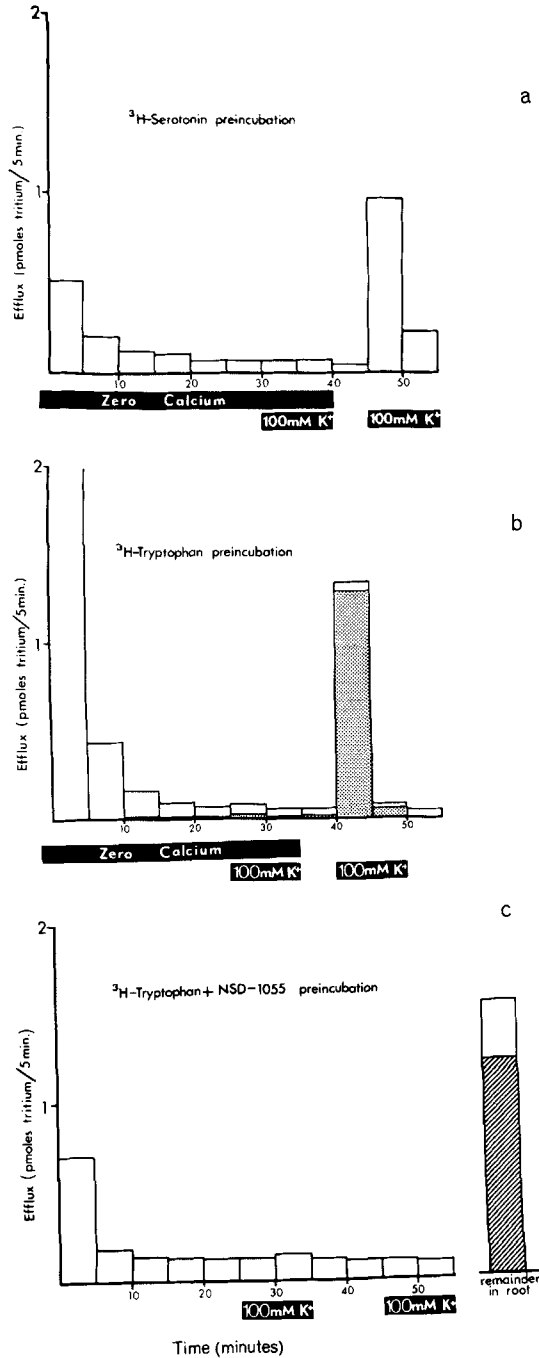 2
a
³H-Serotonin preincubation
1
Efflux (pmoles tritium/5min.)
10 20 30 40 50
Zero Calcium
100mM K⁺ 100mM K⁺
2
b
³H-Tryptophan preincubation
1
Efflux (pmoles tritium/5min.)
10 20 30 40 50
Zero Calcium
100mM K⁺ 100mM K⁺
c
2
³H-Tryptophan + NSD-1055 preincubation
1
Efflux (pmoles tritium/5min.)
10 20 30 40 50
100mM K⁺ 100mM K⁺
remainder
in root
Time (minutes)